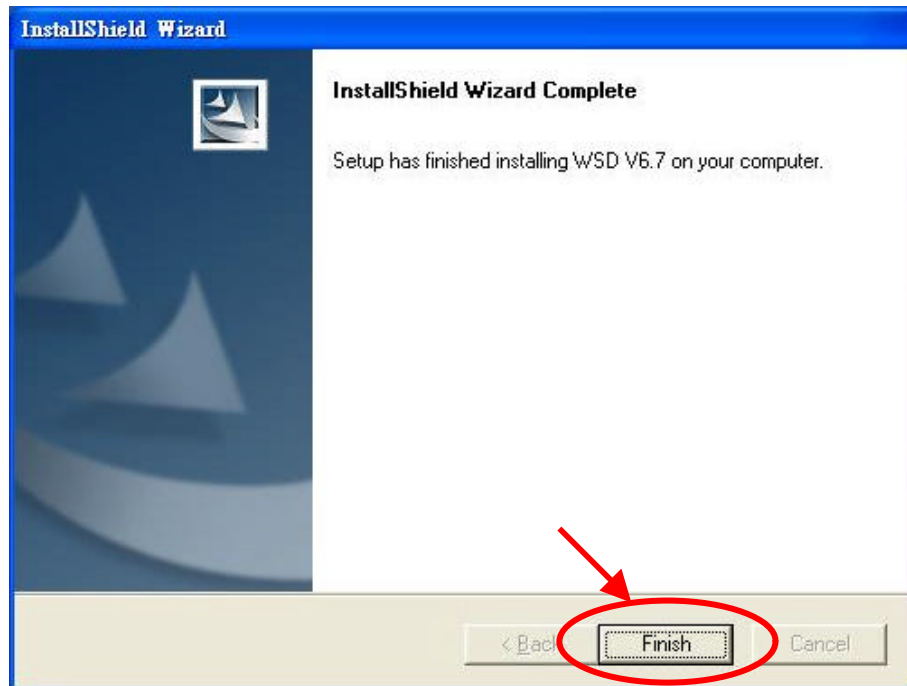 InstallShield Wizard
InstallShield Wizard Complete
Setup has finished installing WSD V6.7 on your computer.
< Back Finish Cancel